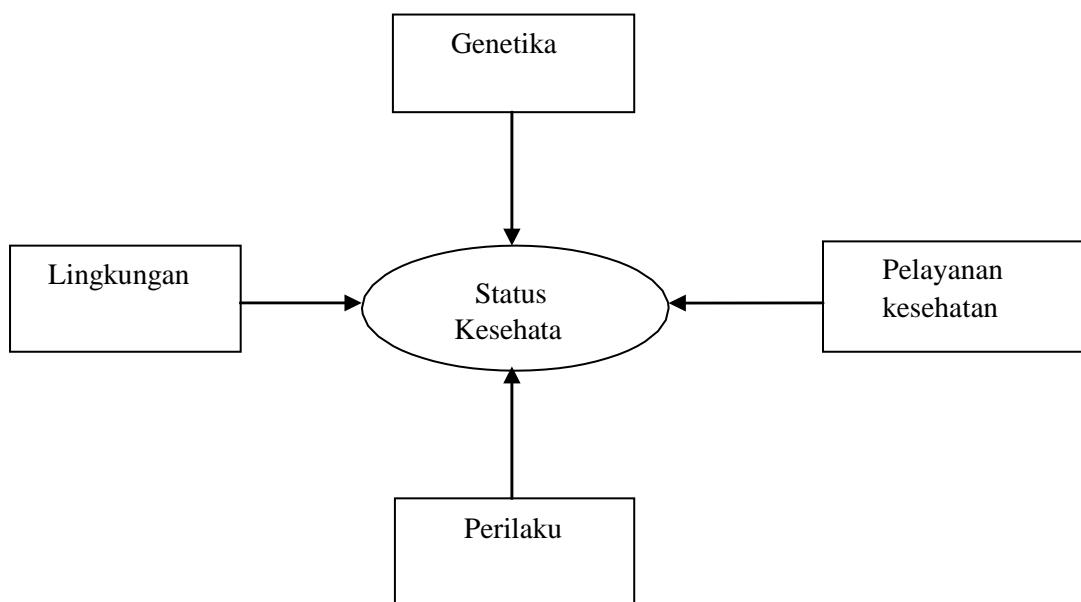 Genetika
Lingkungan
Status
Kesehata
Pelayanan
kesehatan
Perilaku